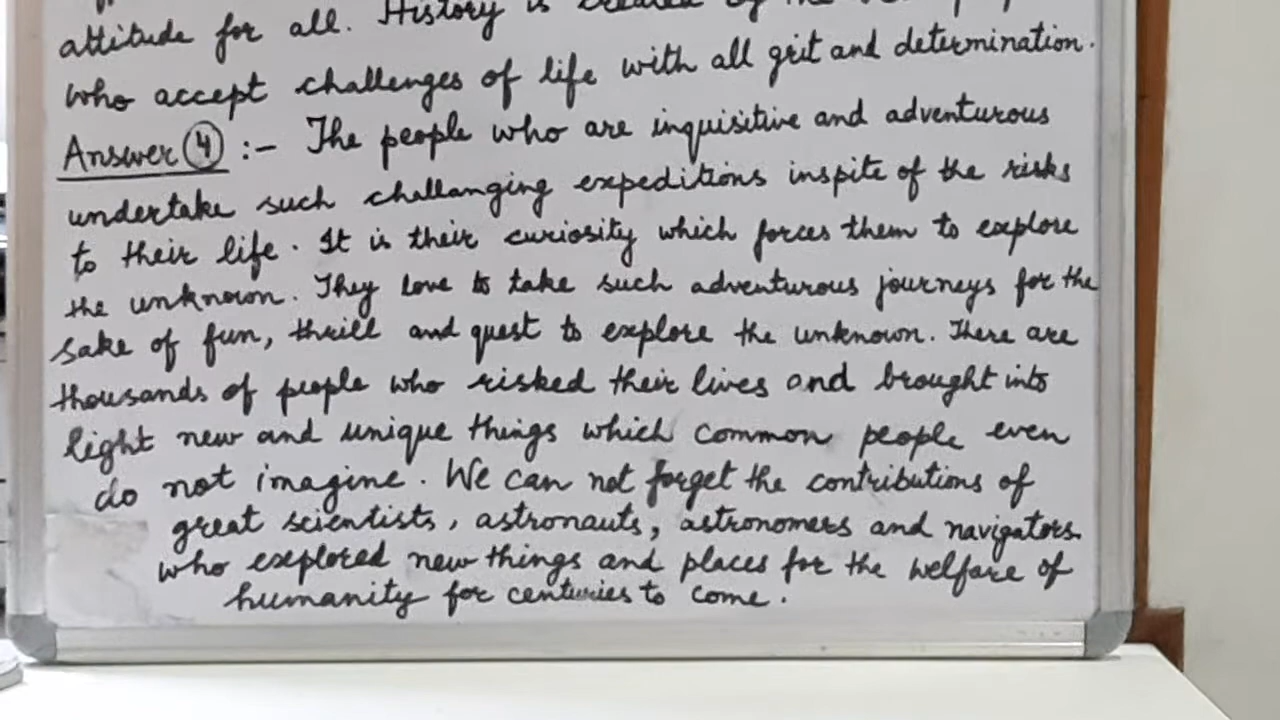 attitude for all. History is created by the
who accept challenges of life with all grit and determination.
Answer 4 :- The people who are inquisitive and adventurous
undertake such challanging expeditions inspite of the risks
to their life. It is their curiosity which forces them to explore
the unknown. They love to take such adventurous journeys for the
sake of fun, thrill and quest to explore the unknown. There are
thousands of people who risked their lives and brought into
light new and unique things which common people even
do not imagine. We can not forget the contributions of
great scientists, astronauts, astronomers and navigators
who explored new things and places for the welfare of
humanity for centuries to come.